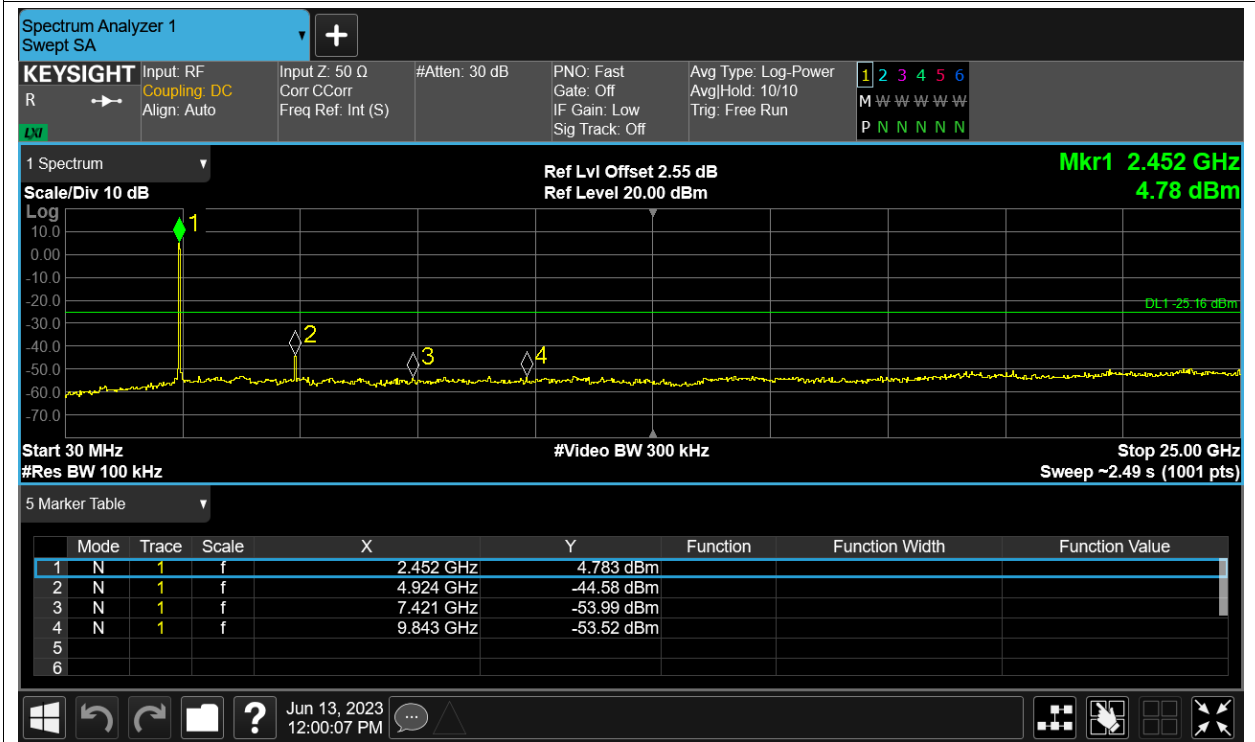 Spectrum Analyzer 1
Swept SA
+
KEYSIGHT Input: RF Input Z: 50 Ω #Atten: 30 dB PNO: Fast Avg Type: Log-Power 1 2 3 4 5 6
R Coupling: DC Corr CCorr Gate: Off Avg|Hold: 10/10 M W W W W W
Align: Auto Freq Ref: Int (S) IF Gain: Low Trig: Free Run
LXI Sig Track: Off P N N N N N
1 Spectrum Ref Lvl Offset 2.55 dB Mkr1 2.452 GHz
Scale/Div 10 dB Ref Level 20.00 dBm 4.78 dBm
Log
1
10.0
0.00
-10.0
-20.0
DL1 -25.16 dBm
-30.0
2
-40.0
3 4
-50.0
-60.0
-70.0
Start 30 MHz #Video BW 300 kHz Stop 25.00 GHz
#Res BW 100 kHz Sweep ~2.49 s (1001 pts)
5 Marker Table
Mode Trace Scale X Y Function Function Width Function Value
1 N 1 f 2.452 GHz 4.783 dBm
2 N 1 f 4.924 GHz -44.58 dBm
3 N 1 f 7.421 GHz -53.99 dBm
4 N 1 f 9.843 GHz -53.52 dBm
5
6
? Jun 13, 2023
12:00:07 PM